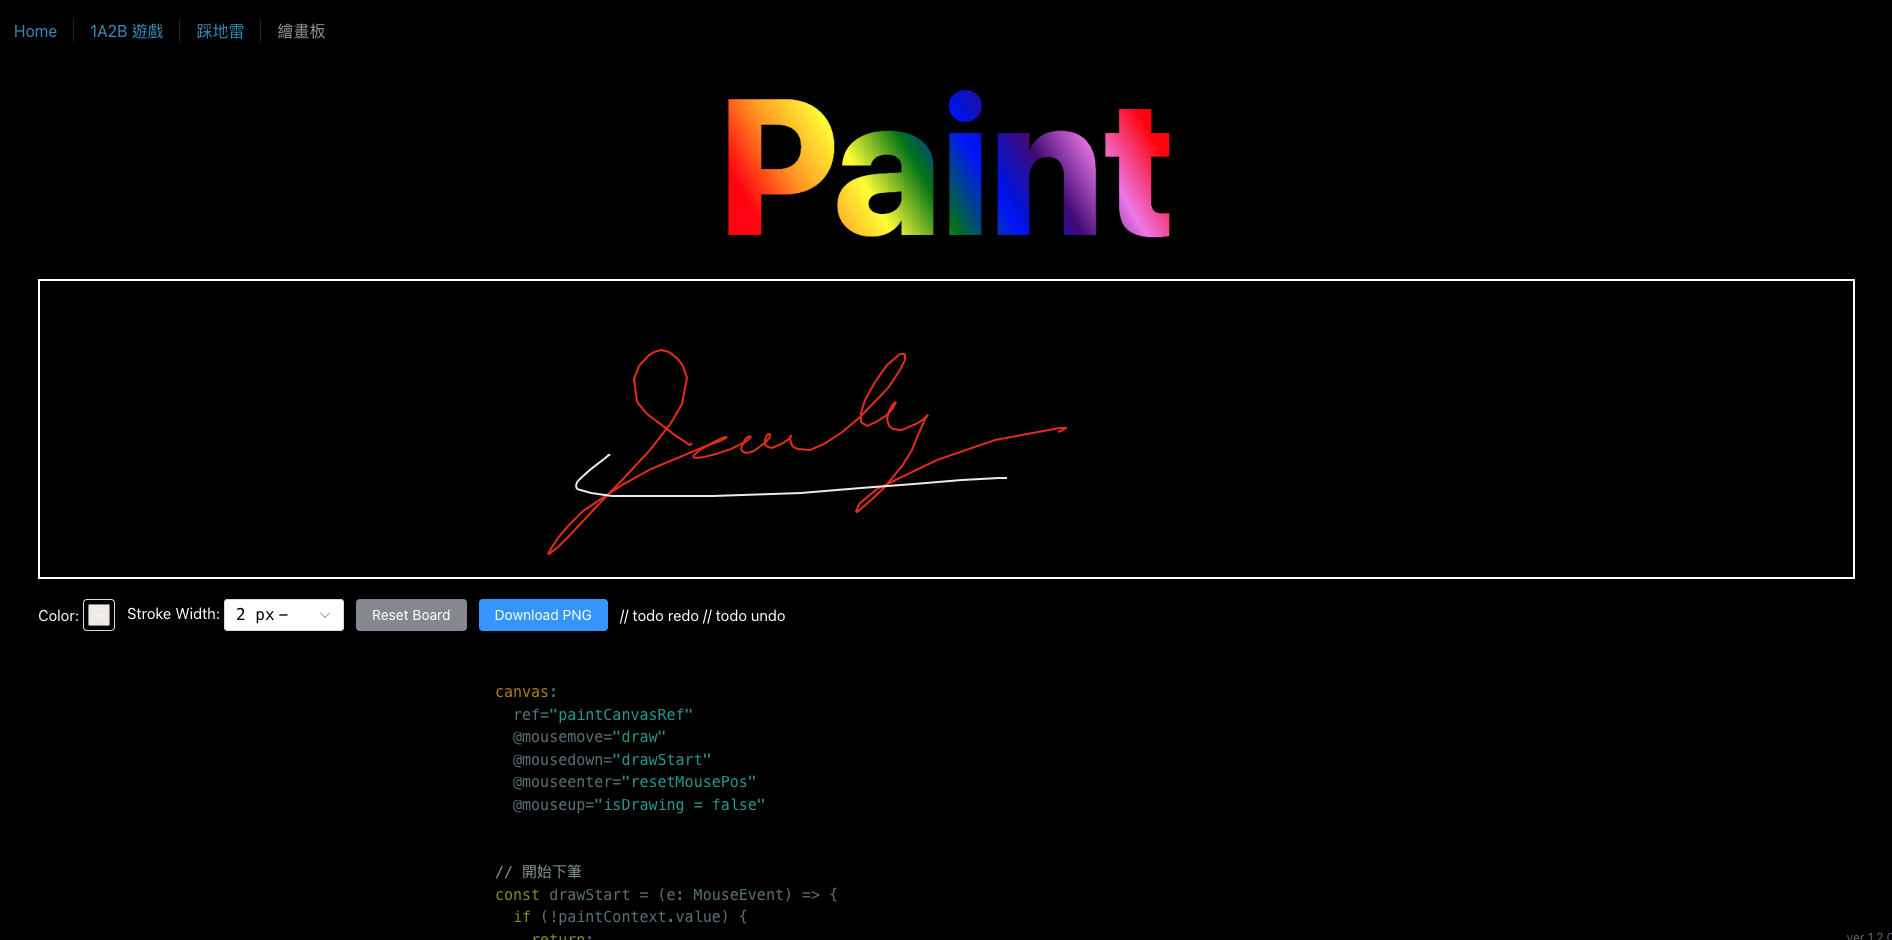 Home 1A2B 遊戲 踩地雷 繪畫板
Paint
Color: Stroke Width: 2 px – Reset Board Download PNG // todo redo // todo undo
canvas:
ref="paintCanvasRef"
@mousemove="draw"
@mousedown="drawStart"
@mouseenter="resetMousePos"
@mouseup="isDrawing = false"
// 開始下筆
const drawStart = (e: MouseEvent) => {
if (!paintContext.value) {
return;
ver 1.2.0